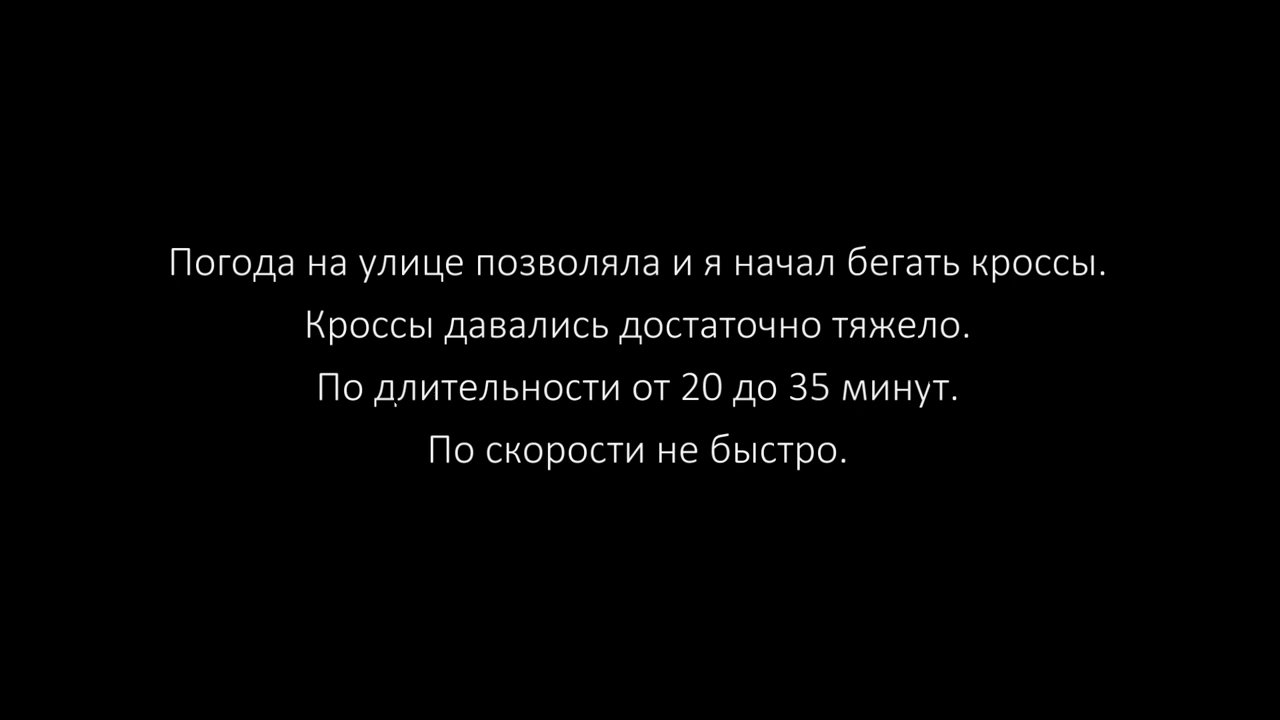 Погода на улице позволяла и я начал бегать кроссы.
Кроссы давались достаточно тяжело.
По длительности от 20 до 35 минут.
По скорости не быстро.